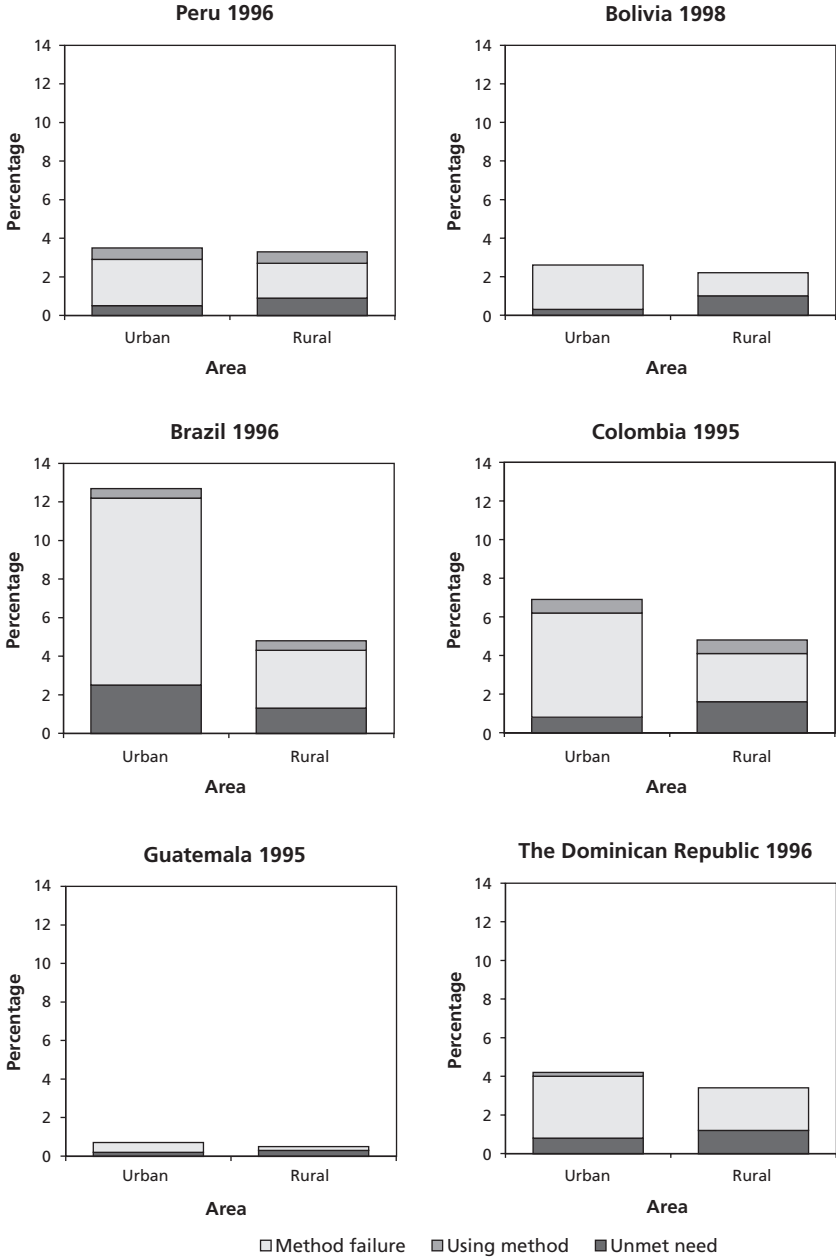 Peru 1996
14
12
10
8
6
4
2
0
Percentage
Urban
Rural
Area
Bolivia 1998
14
12
10
8
6
4
2
0
Percentage
Urban
Rural
Area
Brazil 1996
14
12
10
8
6
4
2
0
Percentage
Urban
Rural
Area
Colombia 1995
14
12
10
8
6
4
2
0
Percentage
Urban
Rural
Area
Guatemala 1995
14
12
10
8
6
4
2
0
Percentage
Urban
Rural
Area
The Dominican Republic 1996
14
12
10
8
6
4
2
0
Percentage
Urban
Rural
Area
Method failure Using method Unmet need